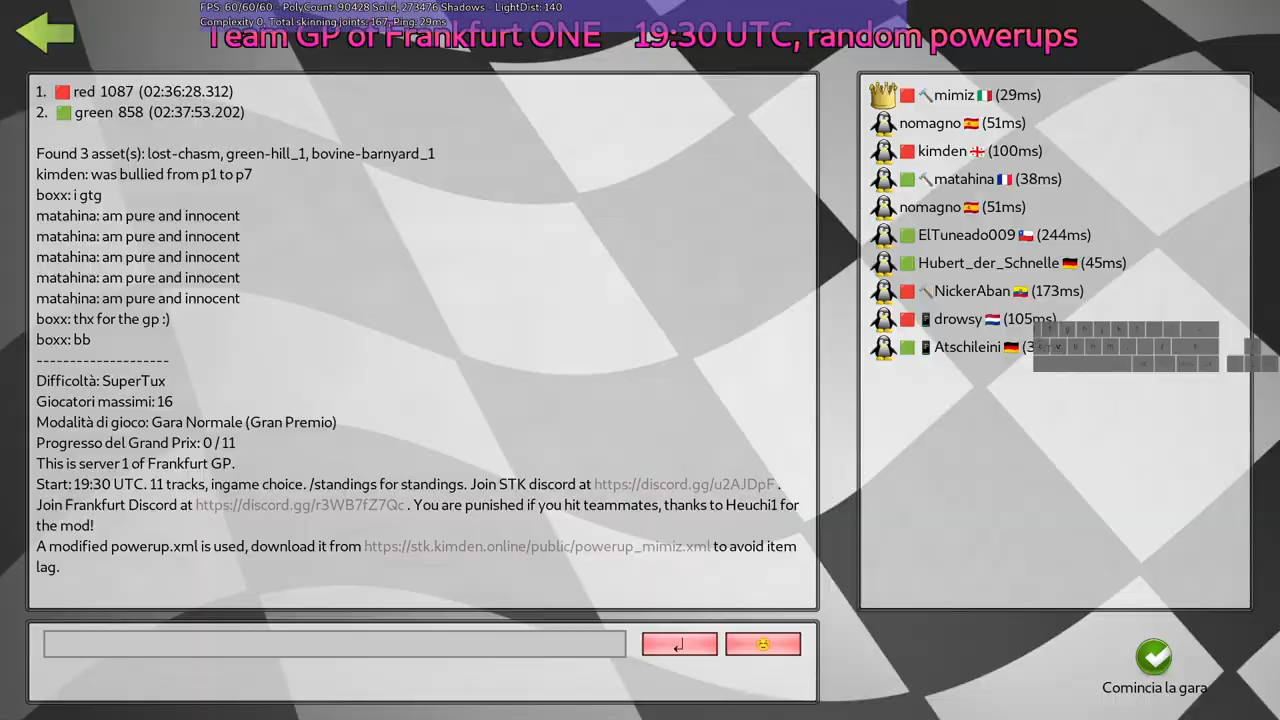 FPS: 60/60/60 - PolyCount: 90428 Solid, 273476 Shadows - LightDist: 140
Complexity 0, Total skinning joints: 167, Ping: 29ms
Team GP of Frankfurt ONE 19:30 UTC, random powerups
1. red 1087 (02:36:28.312)
2. green 858 (02:37:53.202)
Found 3 asset(s): lost-chasm, green-hill_1, bovine-barnyard_1
kimden: was bullied from p1 to p7
boxx: i gtg
matahina: am pure and innocent
matahina: am pure and innocent
matahina: am pure and innocent
matahina: am pure and innocent
matahina: am pure and innocent
boxx: thx for the gp :)
boxx: bb
--------------------
Difficoltà: SuperTux
Giocatori massimi: 16
Modalità di gioco: Gara Normale (Gran Premio)
Progresso del Grand Prix: 0 / 11
This is server 1 of Frankfurt GP.
Start: 19:30 UTC. 11 tracks, ingame choice. /standings for standings. Join STK discord at https://discord.gg/u2AJDpF .
Join Frankfurt Discord at https://discord.gg/r3WB7fZ7Qc . You are punished if you hit teammates, thanks to Heuchi1 for
the mod!
A modified powerup.xml is used, download it from https://stk.kimden.online/public/powerup_mimiz.xml to avoid item
lag.
mimiz (29ms)
nomagno (51ms)
kimden (100ms)
matahina (38ms)
nomagno (51ms)
ElTuneado009 (244ms)
Hubert_der_Schnelle (45ms)
NickerAban (173ms)
drowsy (105ms)
Atschileini
Comincia la gara